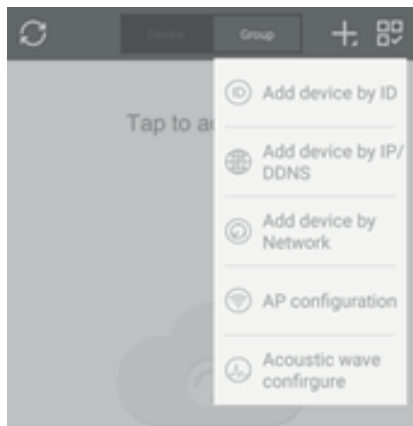 Device Group
Tap to a
Add device by ID
Add device by IP/
DDNS
Add device by
Network
AP configuration
Acoustic wave
confirgure